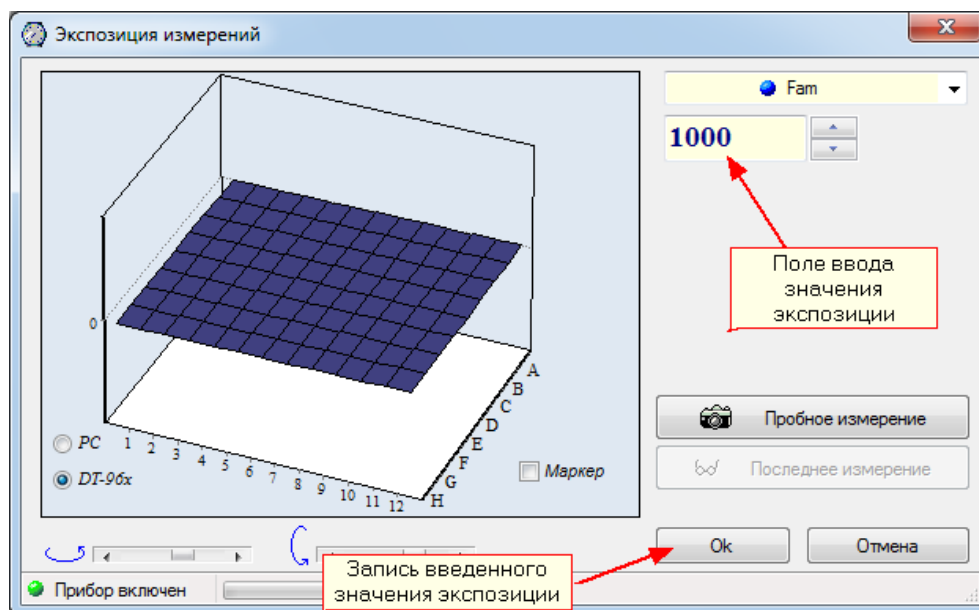 Экспозиция измерений
Fam
1000
Поле ввода
значения
экспозиции
0
A
B
C
D
E
F
G
H
1 2 3 4 5 6 7 8 9 10 11 12
PC
DT-96x
Маркер
Пробное измерение
Последнее измерение
Ok
Отмена
Запись введенного
значения экспозиции
Прибор включен